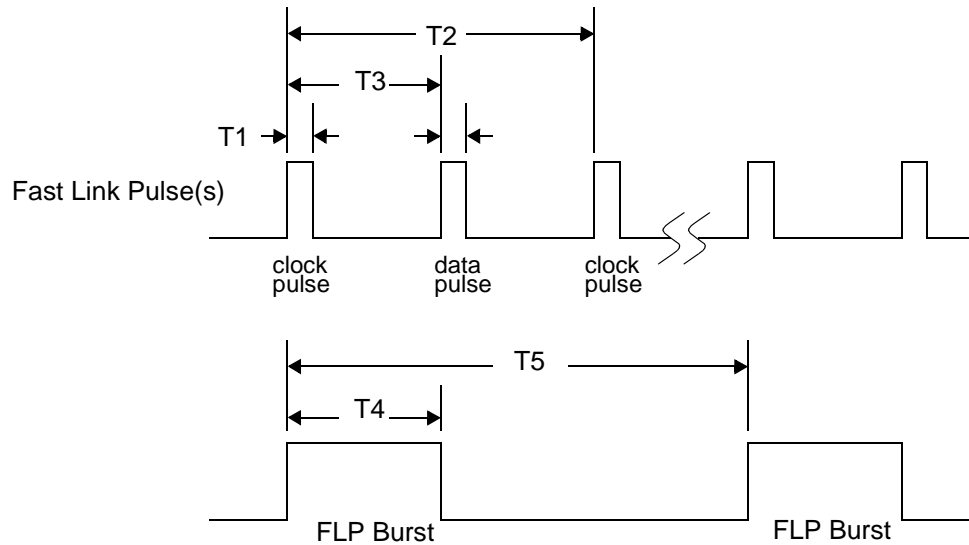 T2
T3
T1
Fast Link Pulse(s)
clock
pulse
data
pulse
clock
pulse
T5
T4
FLP Burst
FLP Burst